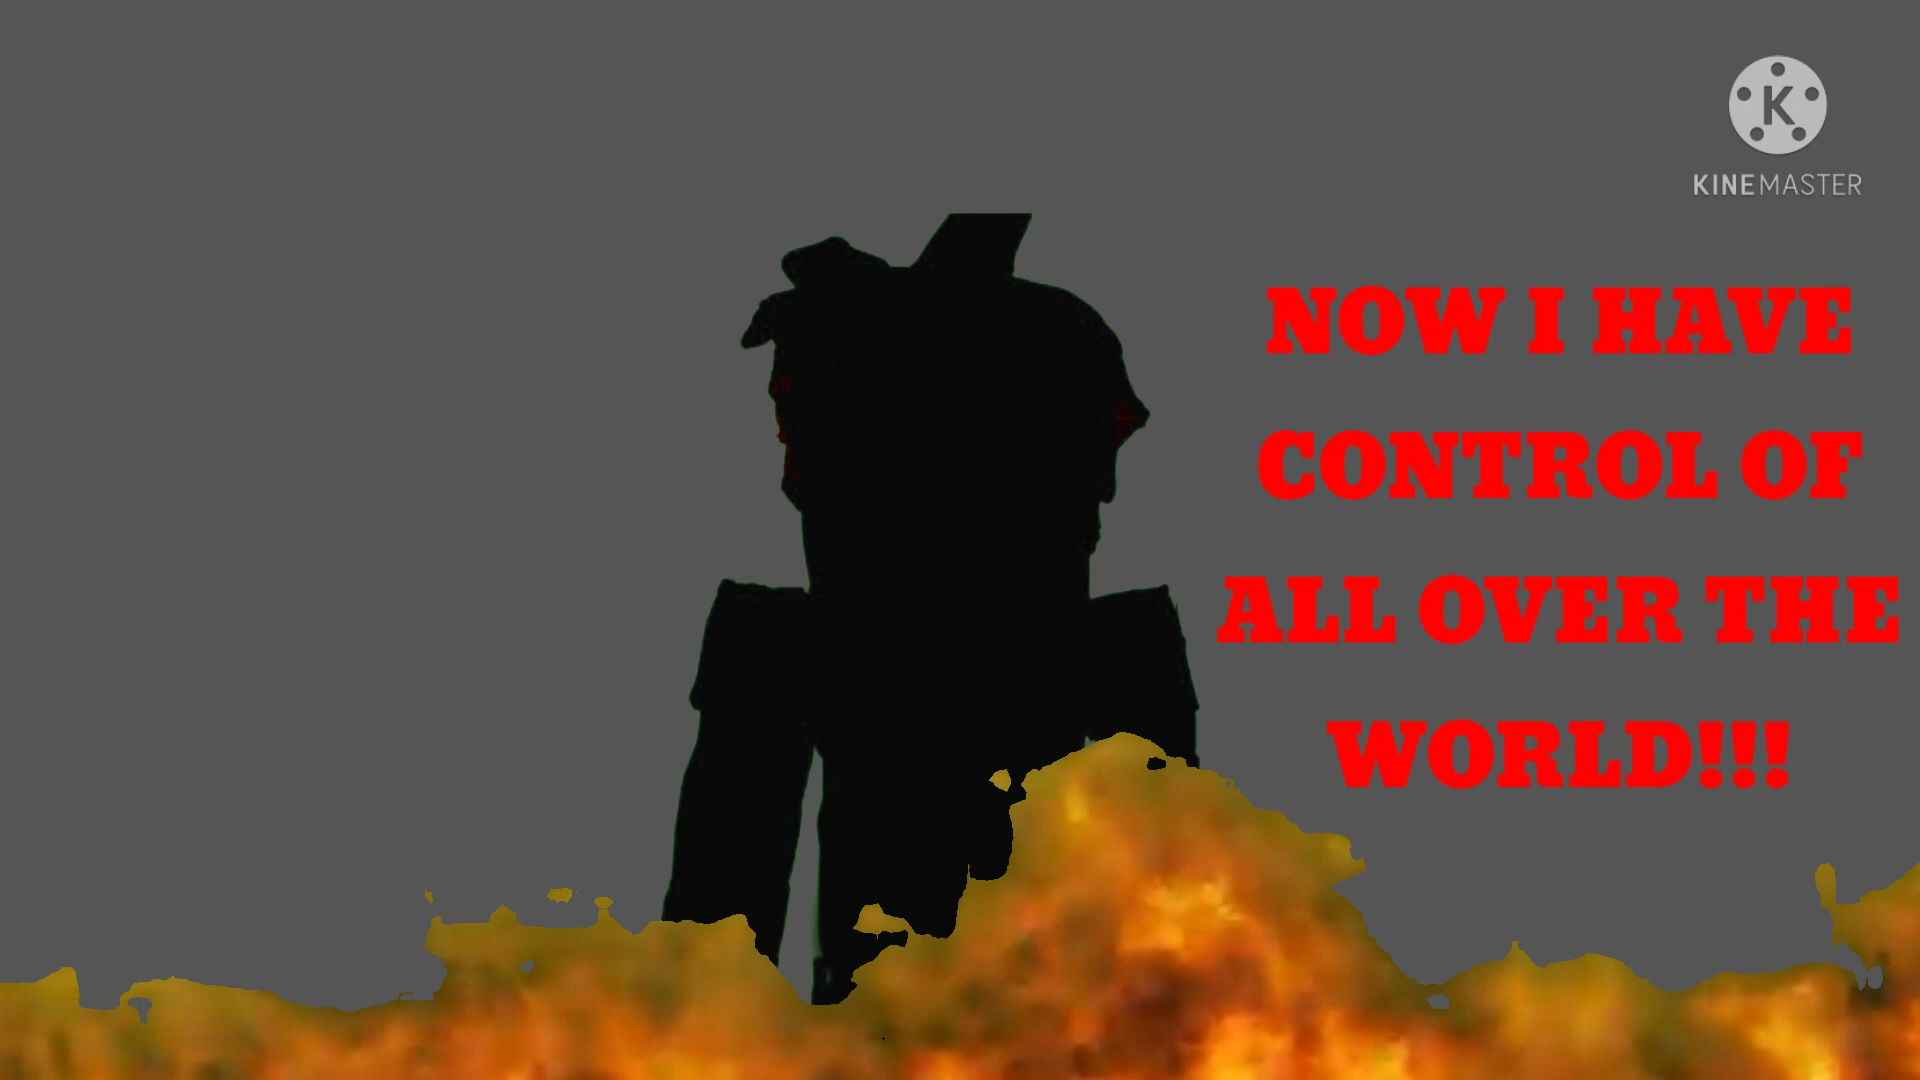 K
KINEMASTER
NOW I HAVE
CONTROL OF
ALL OVER THE
WORLD!!!